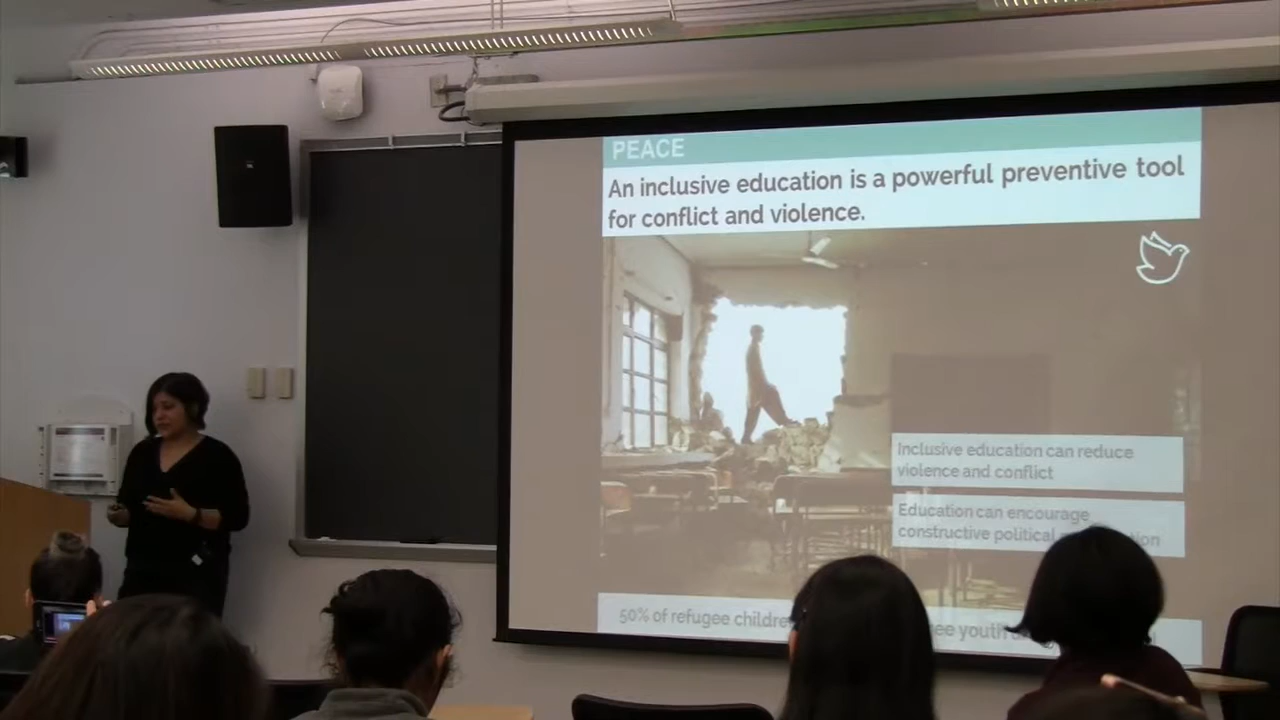 PEACE
An inclusive education is a powerful preventive tool
for conflict and violence.
Inclusive education can reduce
violence and conflict
Education can encourage
constructive political
50% of refugee
youth